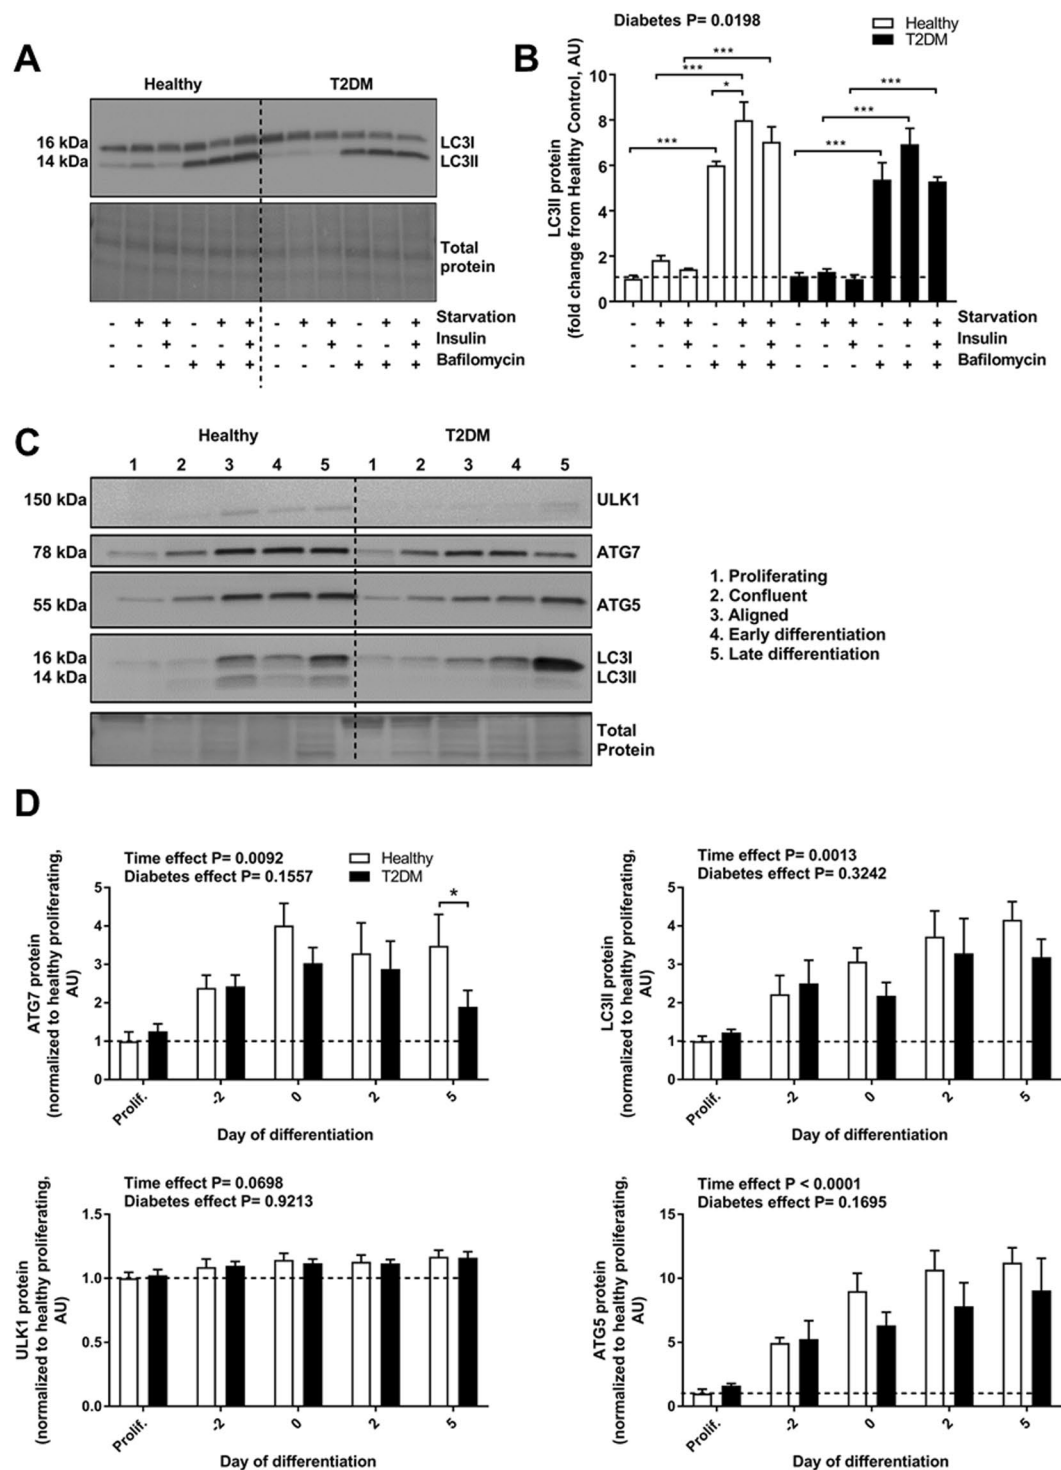 A
Healthy T2DM
16 kDa LC3I
14 kDa LC3II
Total
protein
- + + - + + - + + - + + Starvation
- - + - - + - - + - - + Insulin
- - - + + + - - - + + + Bafilomycin
B
Diabetes P= 0.0198
Healthy
T2DM
LC3II protein
(fold change from Healthy Control, AU)
10
8
6
4
2
0
***
***
***
*
***
***
***
***
- + + - + + - + + - + + Starvation
- - + - - + - - + - - + Insulin
- - - + + + - - - + + + Bafilomycin
C
Healthy T2DM
1 2 3 4 5 1 2 3 4 5
150 kDa ULK1
78 kDa ATG7
55 kDa ATG5
16 kDa LC3I
14 kDa LC3II
Total
Protein
1. Proliferating
2. Confluent
3. Aligned
4. Early differentiation
5. Late differentiation
D
Time effect P= 0.0092
Diabetes effect P= 0.1557
Healthy
T2DM
*
ATG7 protein
(normalized to healthy proliferating,
AU)
5
4
3
2
1
0
Prolif. -2 0 2 5
Day of differentiation
Time effect P= 0.0013
Diabetes effect P= 0.3242
LC3II protein
(normalized to healthy proliferating,
AU)
5
4
3
2
1
0
Prolif. -2 0 2 5
Day of differentiation
Time effect P= 0.0698
Diabetes effect P= 0.9213
ULK1 protein
(normalized to healthy proliferating,
AU)
1.5
1.0
0.5
0.0
Prolif. -2 0 2 5
Day of differentiation
Time effect P < 0.0001
Diabetes effect P= 0.1695
ATG5 protein
(normalized to healthy proliferating,
AU)
15
10
5
0
Prolif. -2 0 2 5
Day of differentiation